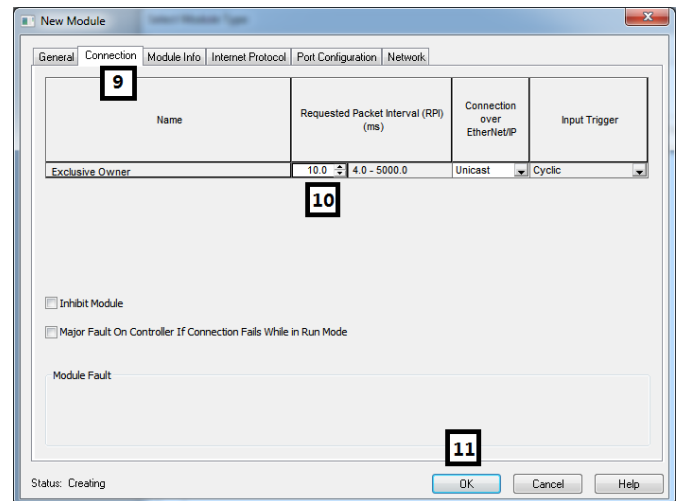 New Module
General Connection Module Info Internet Protocol Port Configuration Network
9
Name
Requested Packet Interval (RPI)
(ms)
Connection
over
EtherNet/IP
Input Trigger
Exclusive Owner 10.0 4.0 - 5000.0 Unicast Cyclic
10
Inhibit Module
Major Fault On Controller If Connection Fails While in Run Mode
Module Fault
11
Status: Creating OK Cancel Help